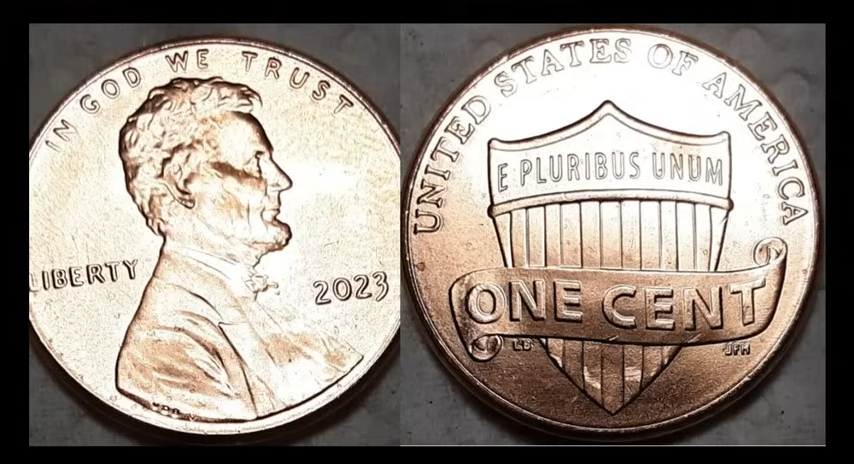 IN GOD WE TRUST
LIBERTY
2023
UNITED STATES OF AMERICA
E PLURIBUS UNUM
ONE CENT
LB
JFM